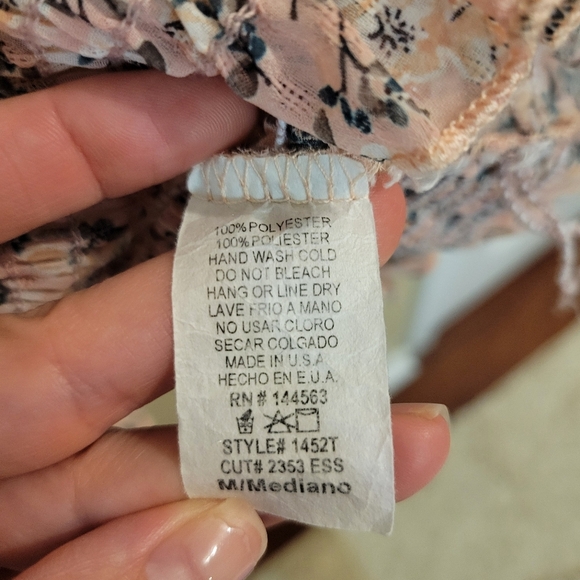 100% POLYESTER
100% POLIESTER
HAND WASH COLD
DO NOT BLEACH
HANG OR LINE DRY
LAVE FRIO A MANO
NO USAR CLORO
SECAR COLGADO
MADE IN U.S.A
HECHO EN E.U.A.
RN # 144563
STYLE# 1452T
CUT# 2353 ESS
M/Mediano